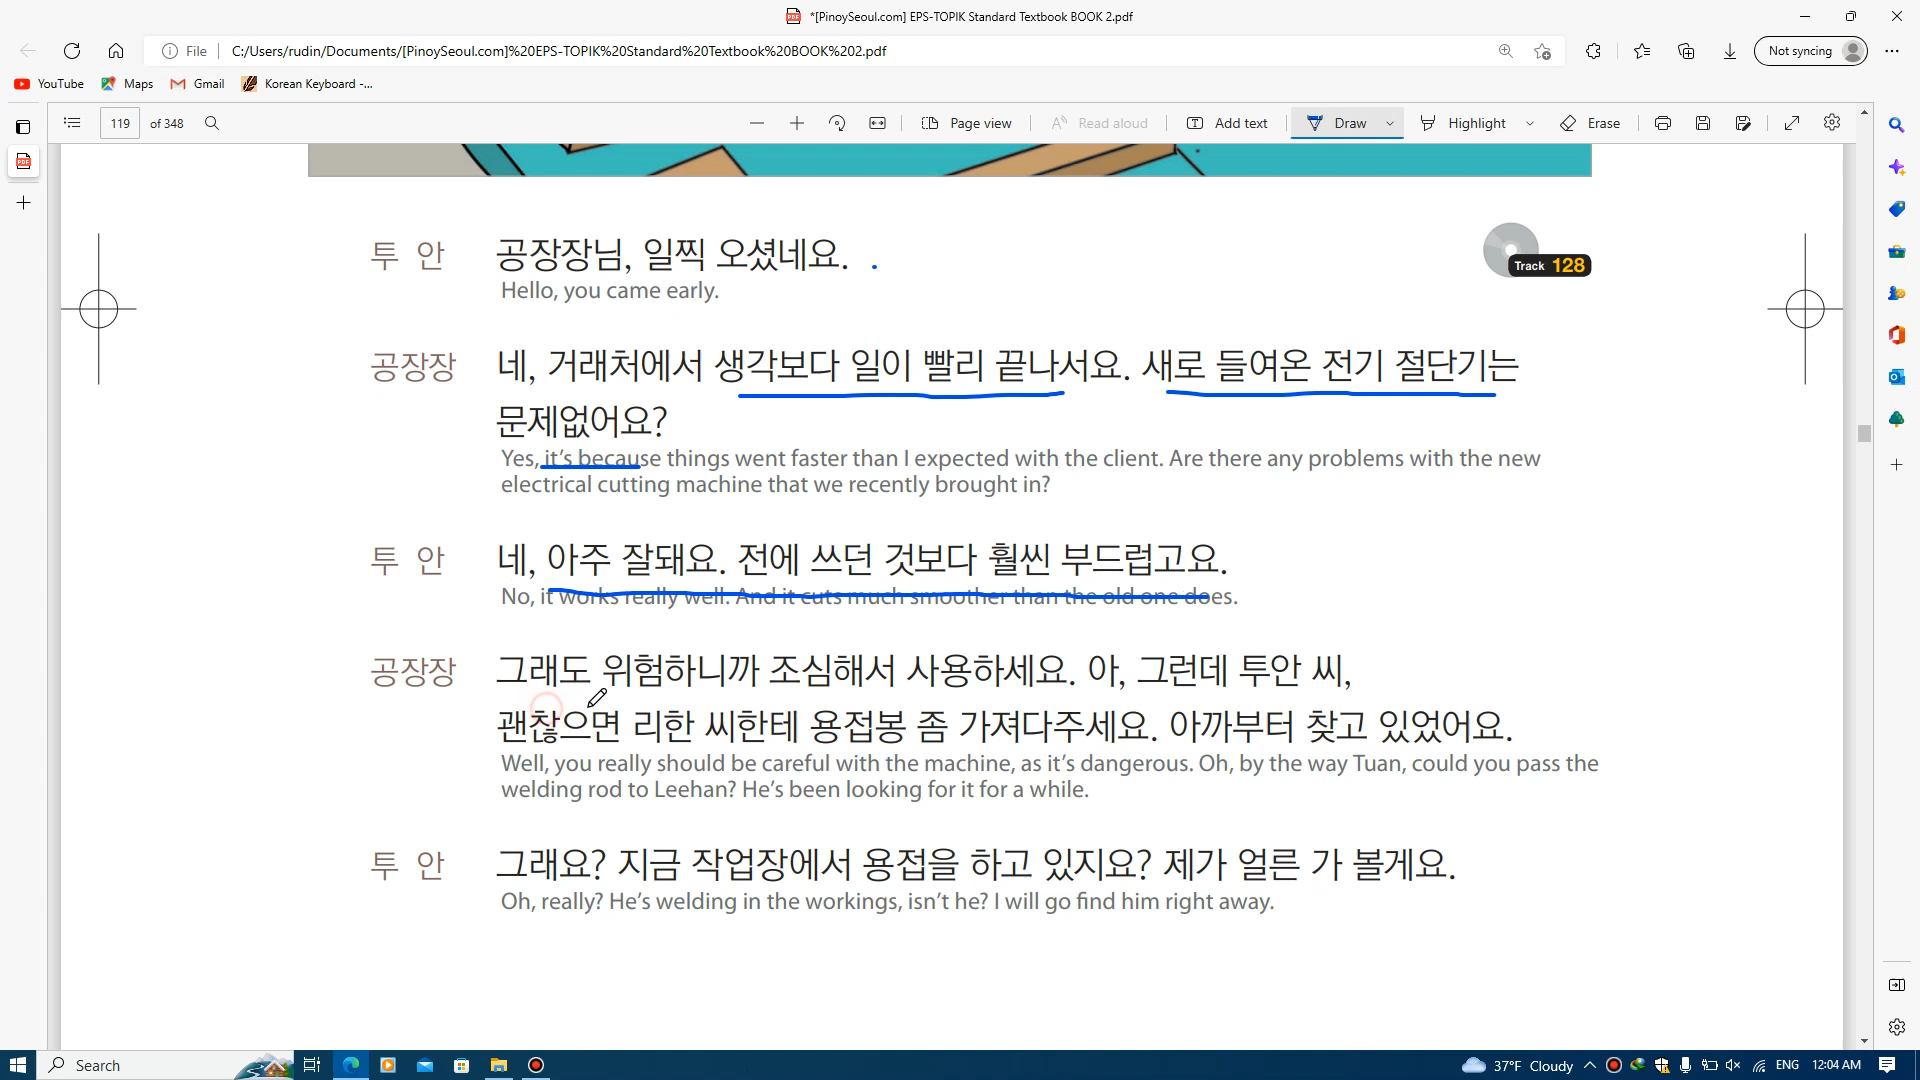 *[PinoySeoul.com] EPS-TOPIK Standard Textbook BOOK 2.pdf
File C:/Users/rudin/Documents/[PinoySeoul.com]%20EPS-TOPIK%20Standard%20Textbook%20BOOK%202.pdf Not syncing
YouTube Maps Gmail Korean Keyboard -...
119 of 348 Page view Read aloud Add text Draw Highlight Erase
투 안 공장장님, 일찍 오셨네요.
Track 128
Hello, you came early.
공장장 네, 거래처에서 생각보다 일이 빨리 끝나서요. 새로 들여온 전기 절단기는
문제없어요?
Yes, it's because things went faster than I expected with the client. Are there any problems with the new
electrical cutting machine that we recently brought in?
투 안 네, 아주 잘돼요. 전에 쓰던 것보다 훨씬 부드럽고요.
No, it works really well. And it cuts much smoother than the old one does.
공장장 그래도 위험하니까 조심해서 사용하세요. 아, 그런데 투안 씨,
괜찮으면 리한 씨한테 용접봉 좀 가져다주세요. 아까부터 찾고 있었어요.
Well, you really should be careful with the machine, as it's dangerous. Oh, by the way Tuan, could you pass the
welding rod to Leehan? He's been looking for it for a while.
투 안 그래요? 지금 작업장에서 용접을 하고 있지요? 제가 얼른 가 볼게요.
Oh, really? He's welding in the workings, isn't he? I will go find him right away.
Search 37°F Cloudy ENG 12:04 AM